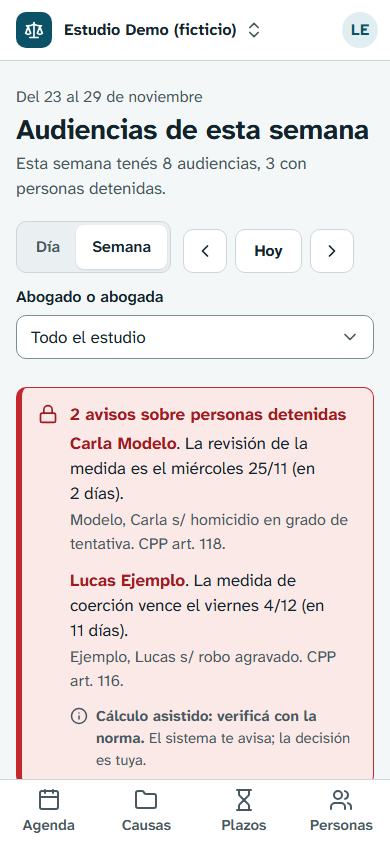 Estudio Demo (ficticio)
LE
Del 23 al 29 de noviembre
Audiencias de esta semana
Esta semana tenés 8 audiencias, 3 con
personas detenidas.
Día
Semana
Hoy
Abogado o abogada
Todo el estudio
2 avisos sobre personas detenidas
Carla Modelo. La revisión de la
medida es el miércoles 25/11 (en
2 días).
Modelo, Carla s/ homicidio en grado de
tentativa. CPP art. 118.
Lucas Ejemplo. La medida de
coerción vence el viernes 4/12 (en
11 días).
Ejemplo, Lucas s/ robo agravado. CPP
art. 116.
Cálculo asistido: verificá con la
norma. El sistema te avisa; la decisión
es tuya.
Agenda
Causas
Plazos
Personas